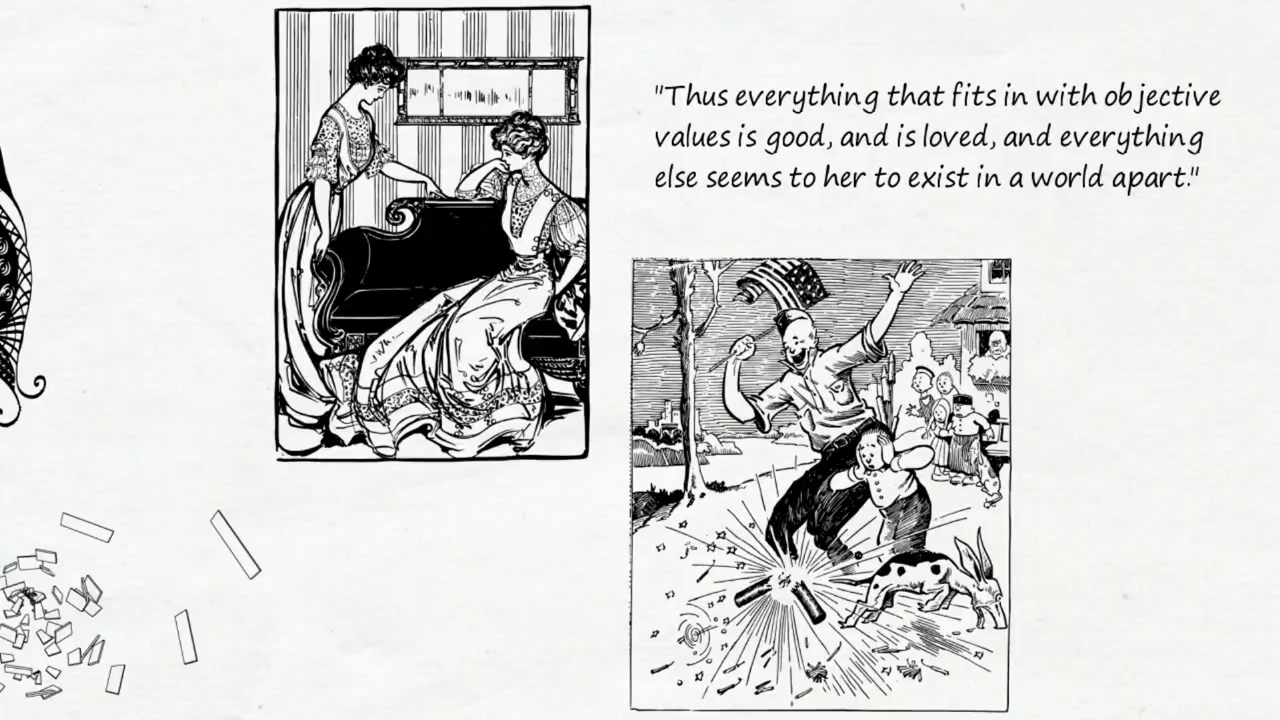 "Thus everything that fits in with objective
values is good, and is loved, and everything
else seems to her to exist in a world apart."